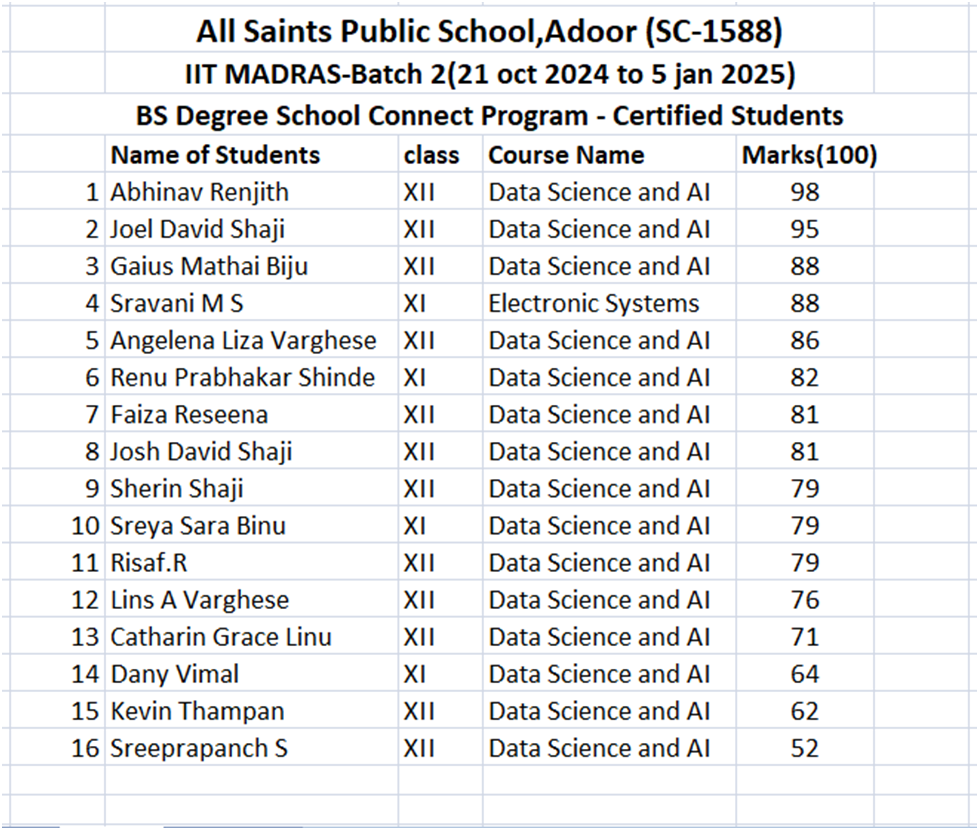 All Saints Public School,Adoor (SC-1588)
IIT MADRAS-Batch 2(21 oct 2024 to 5 jan 2025)
BS Degree School Connect Program - Certified Students
Name of Students class Course Name Marks(100)
1 Abhinav Renjith XII Data Science and AI 98
2 Joel David Shaji XII Data Science and AI 95
3 Gaius Mathai Biju XII Data Science and AI 88
4 Sravani M S XI Electronic Systems 88
5 Angelena Liza Varghese XII Data Science and AI 86
6 Renu Prabhakar Shinde XI Data Science and AI 82
7 Faiza Reseena XII Data Science and AI 81
8 Josh David Shaji XII Data Science and AI 81
9 Sherin Shaji XII Data Science and AI 79
10 Sreya Sara Binu XI Data Science and AI 79
11 Risaf.R XII Data Science and AI 79
12 Lins A Varghese XII Data Science and AI 76
13 Catharin Grace Linu XII Data Science and AI 71
14 Dany Vimal XI Data Science and AI 64
15 Kevin Thampan XII Data Science and AI 62
16 Sreeprapanch S XII Data Science and AI 52